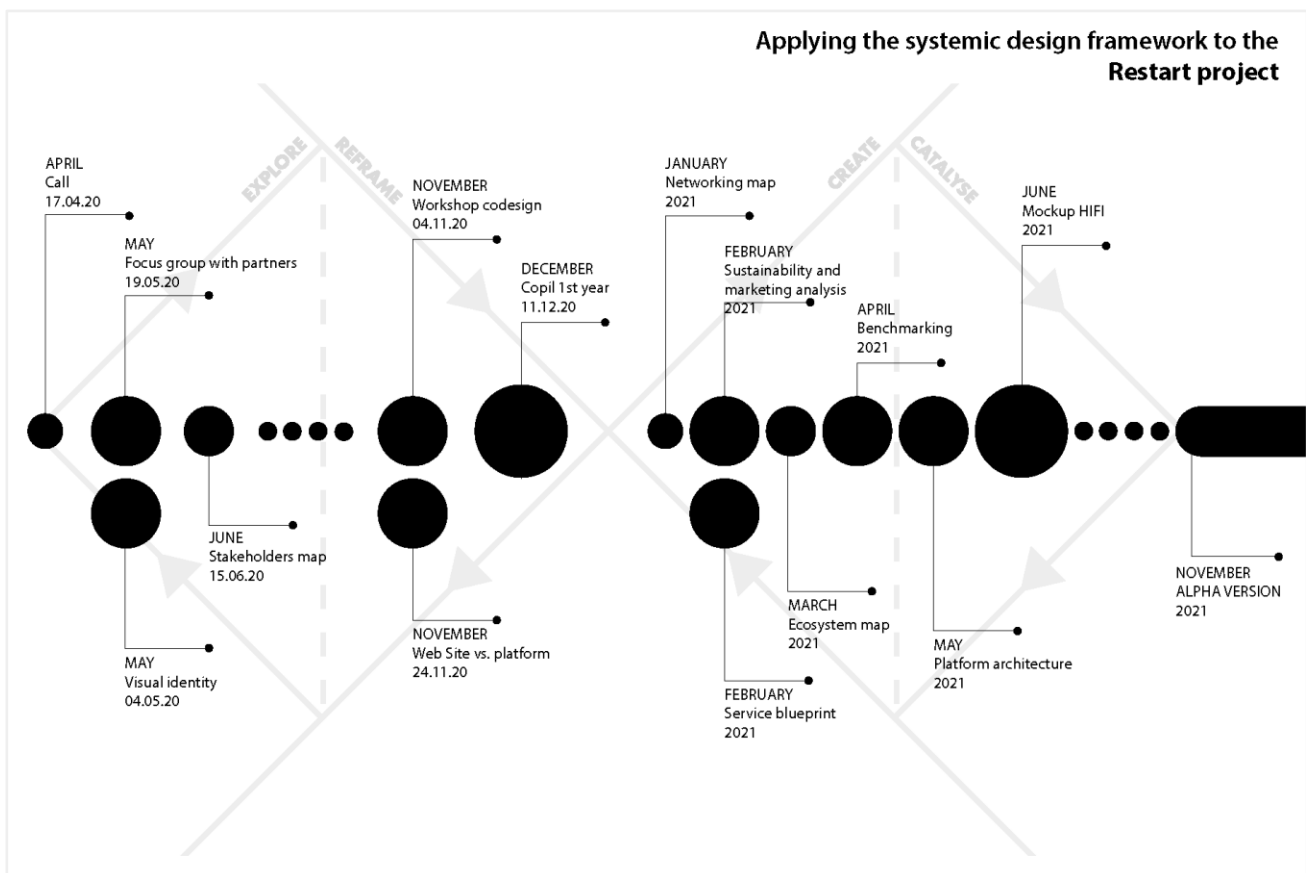 Applying the systemic design framework to the
Restart project
EXPLORE
REFRAME
CREATE
CATALYSE
APRIL
Call
17.04.20
MAY
Focus group with partners
19.05.20
NOVEMBER
Workshop codesign
04.11.20
DECEMBER
Copil 1st year
11.12.20
JANUARY
Networking map
2021
FEBRUARY
Sustainability and
marketing analysis
2021
APRIL
Benchmarking
2021
JUNE
Mockup HIFI
2021
JUNE
Stakeholders map
15.06.20
MAY
Visual identity
04.05.20
NOVEMBER
Web Site vs. platform
24.11.20
MARCH
Ecosystem map
2021
FEBRUARY
Service blueprint
2021
MAY
Platform architecture
2021
NOVEMBER
ALPHA VERSION
2021